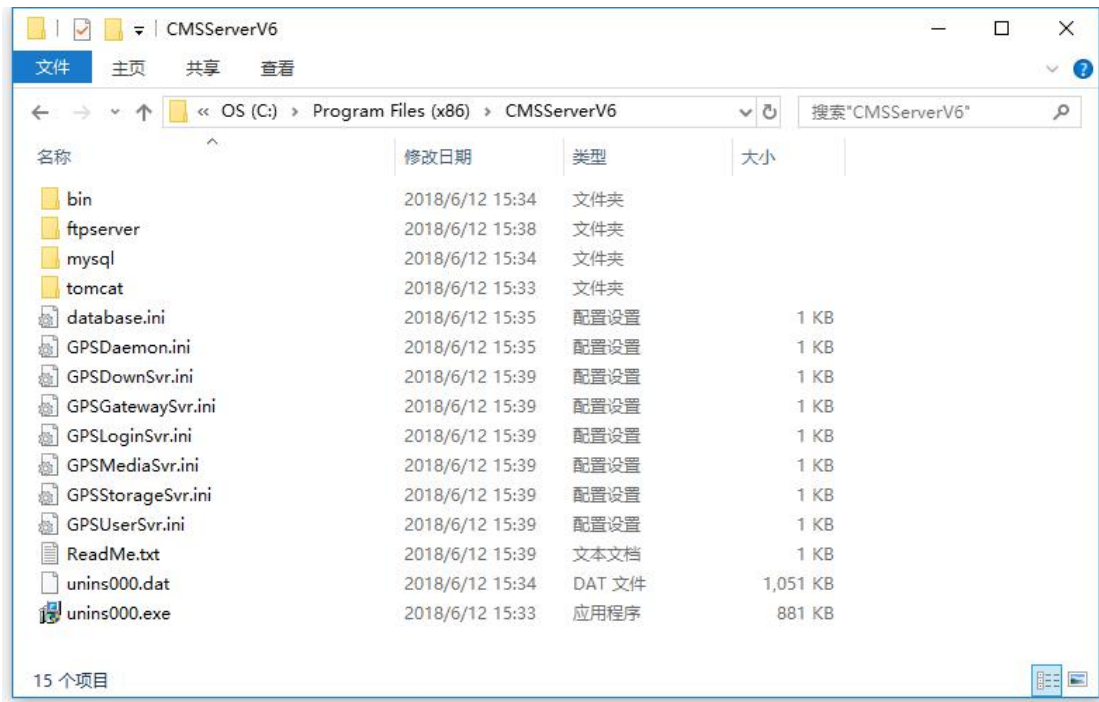 CMSServerV6
文件 主页 共享 查看
« OS (C:) › Program Files (x86) › CMSServerV6 搜索"CMSServerV6"
名称 修改日期 类型 大小
bin 2018/6/12 15:34 文件夹
ftpserver 2018/6/12 15:38 文件夹
mysql 2018/6/12 15:34 文件夹
tomcat 2018/6/12 15:33 文件夹
database.ini 2018/6/12 15:35 配置设置 1 KB
GPSDaemon.ini 2018/6/12 15:35 配置设置 1 KB
GPSDownSvr.ini 2018/6/12 15:39 配置设置 1 KB
GPSGatewaySvr.ini 2018/6/12 15:39 配置设置 1 KB
GPSLoginSvr.ini 2018/6/12 15:39 配置设置 1 KB
GPSMediaSvr.ini 2018/6/12 15:39 配置设置 1 KB
GPSStorageSvr.ini 2018/6/12 15:39 配置设置 1 KB
GPSUserSvr.ini 2018/6/12 15:39 配置设置 1 KB
ReadMe.txt 2018/6/12 15:39 文本文档 1 KB
unins000.dat 2018/6/12 15:34 DAT 文件 1,051 KB
unins000.exe 2018/6/12 15:33 应用程序 881 KB
15 个项目